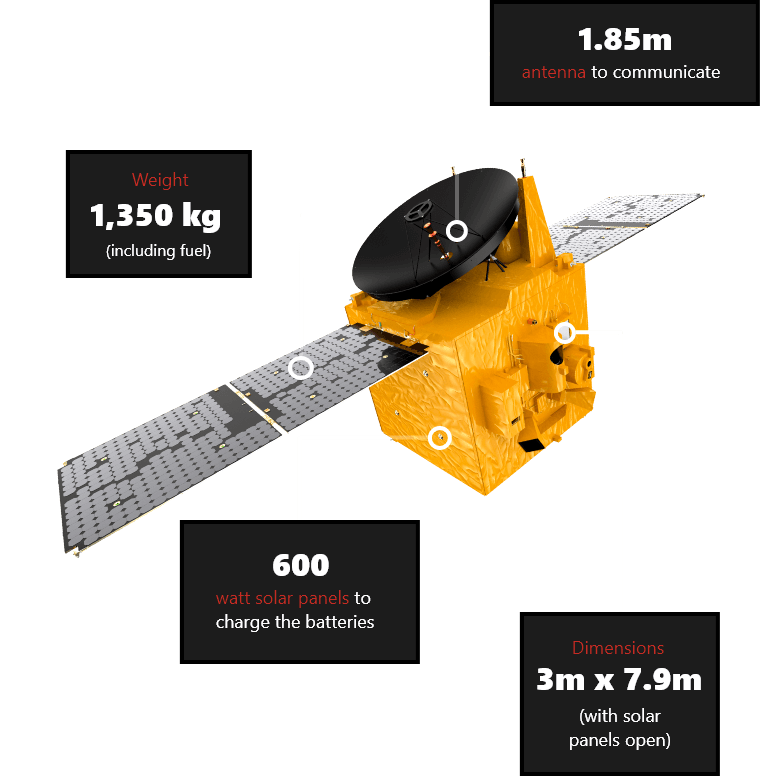 1.85m
antenna to communicate
Weight
1,350 kg
(including fuel)
600
watt solar panels to
charge the batteries
Dimensions
3m x 7.9m
(with solar
panels open)